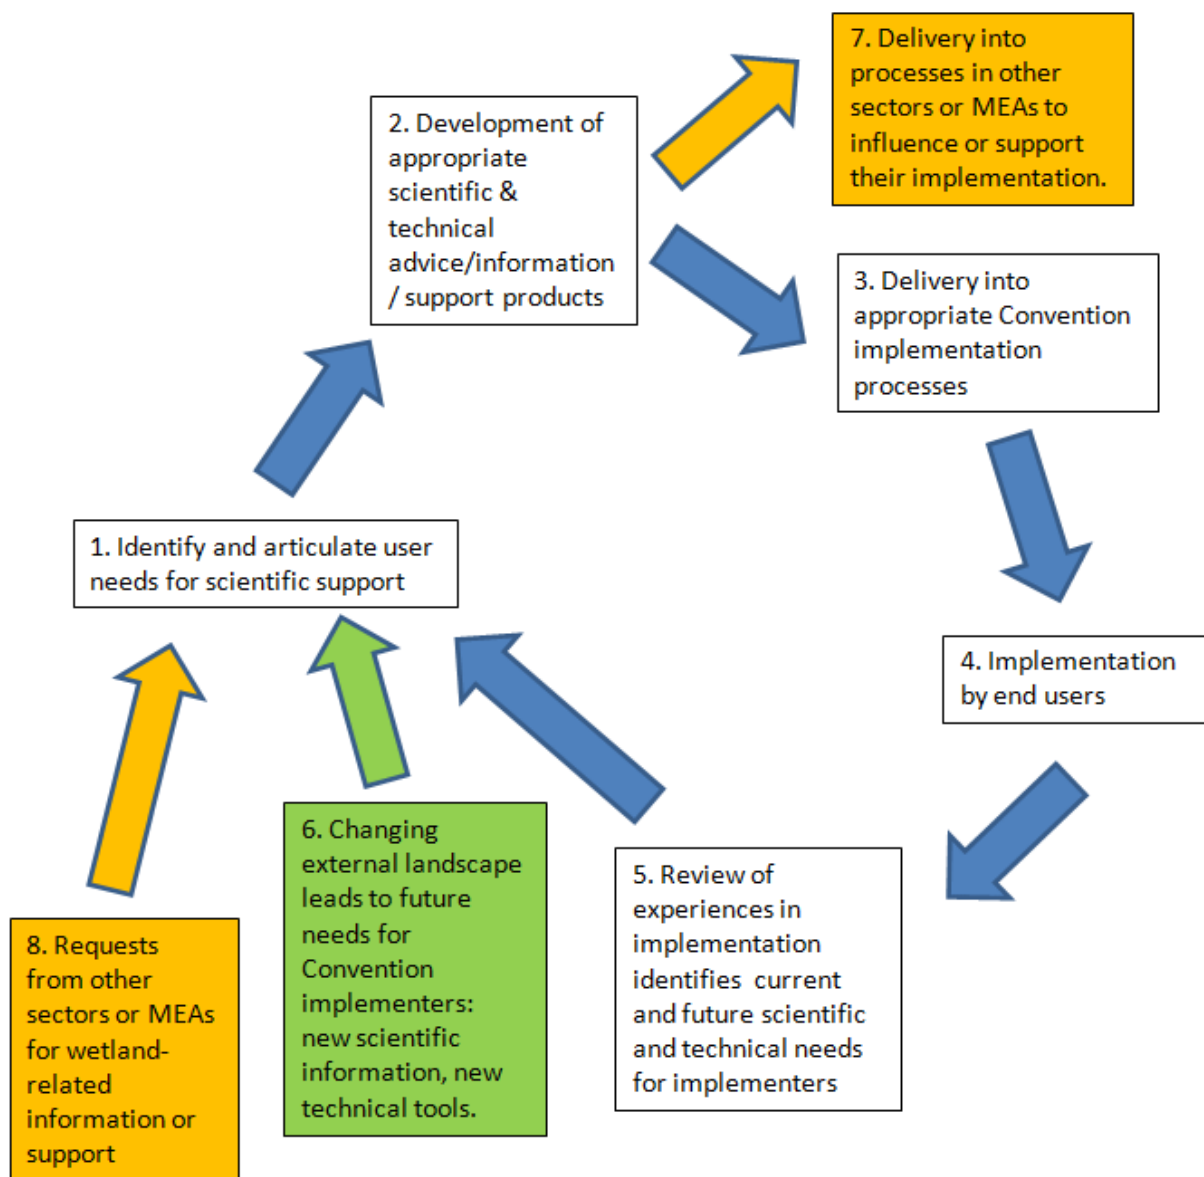 7. Delivery into
processes in other
sectors or MEAs to
influence or support
their implementation.
2. Development of
appropriate
scientific &
technical
advice/information
/ support products
3. Delivery into
appropriate Convention
implementation
processes
1. Identify and articulate user
needs for scientific support
4. Implementation
by end users
6. Changing
external landscape
leads to future
needs for
Convention
implementers:
new scientific
information, new
technical tools.
5. Review of
experiences in
implementation
identifies  current
and future scientific
and technical needs
for implementers
8. Requests
from other
sectors or MEAs
for wetland-
related
information or
support